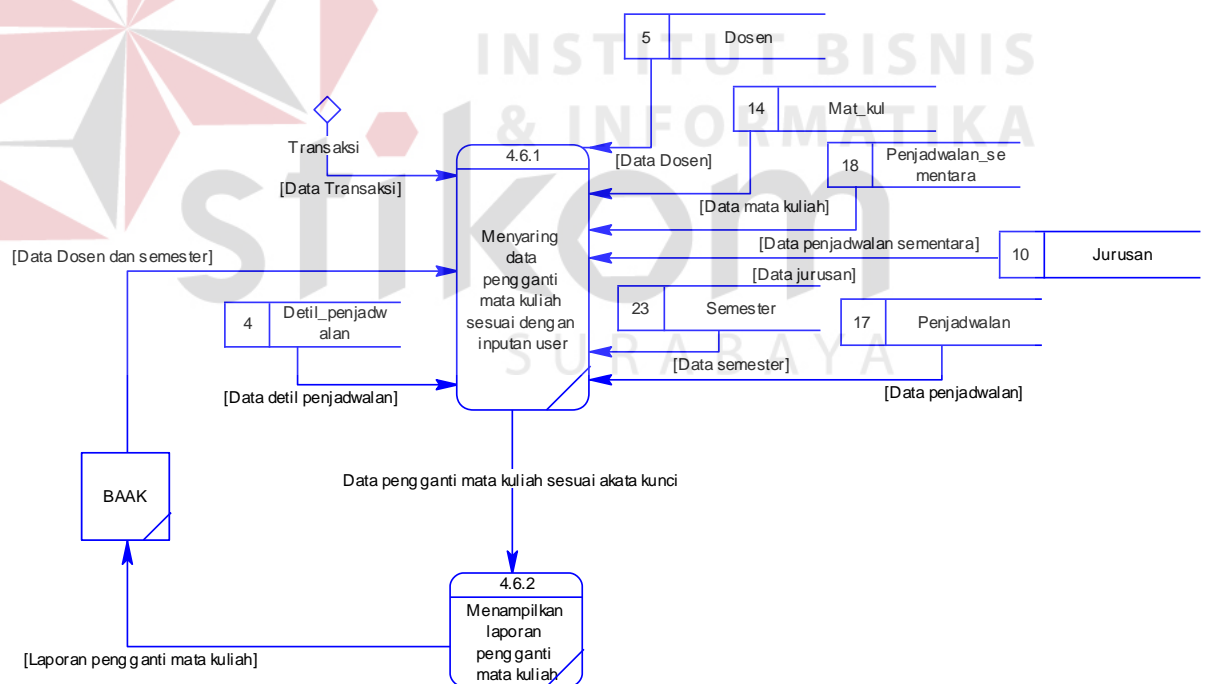 INSTITUT BISNIS
& INFORMATIKA
stikom
SURABAYA
5
Dosen
14
Mat_kul
18
Penjadwalan_se
mentara
Transaksi
[Data Transaksi]
4.6.1
Menyaring
data
pengganti
mata kuliah
sesuai dengan
inputan user
[Data Dosen]
[Data mata kuliah]
[Data penjadwalan sementara]
10
Jurusan
[Data jurusan]
[Data Dosen dan semester]
4
Detil_penjadw
alan
[Data detil penjadwalan]
23
Semester
[Data semester]
17
Penjadwalan
[Data penjadwalan]
BAAK
Data pengganti mata kuliah sesuai akata kunci
4.6.2
Menampilkan
laporan
pengganti
mata kuliah
[Laporan pengganti mata kuliah]